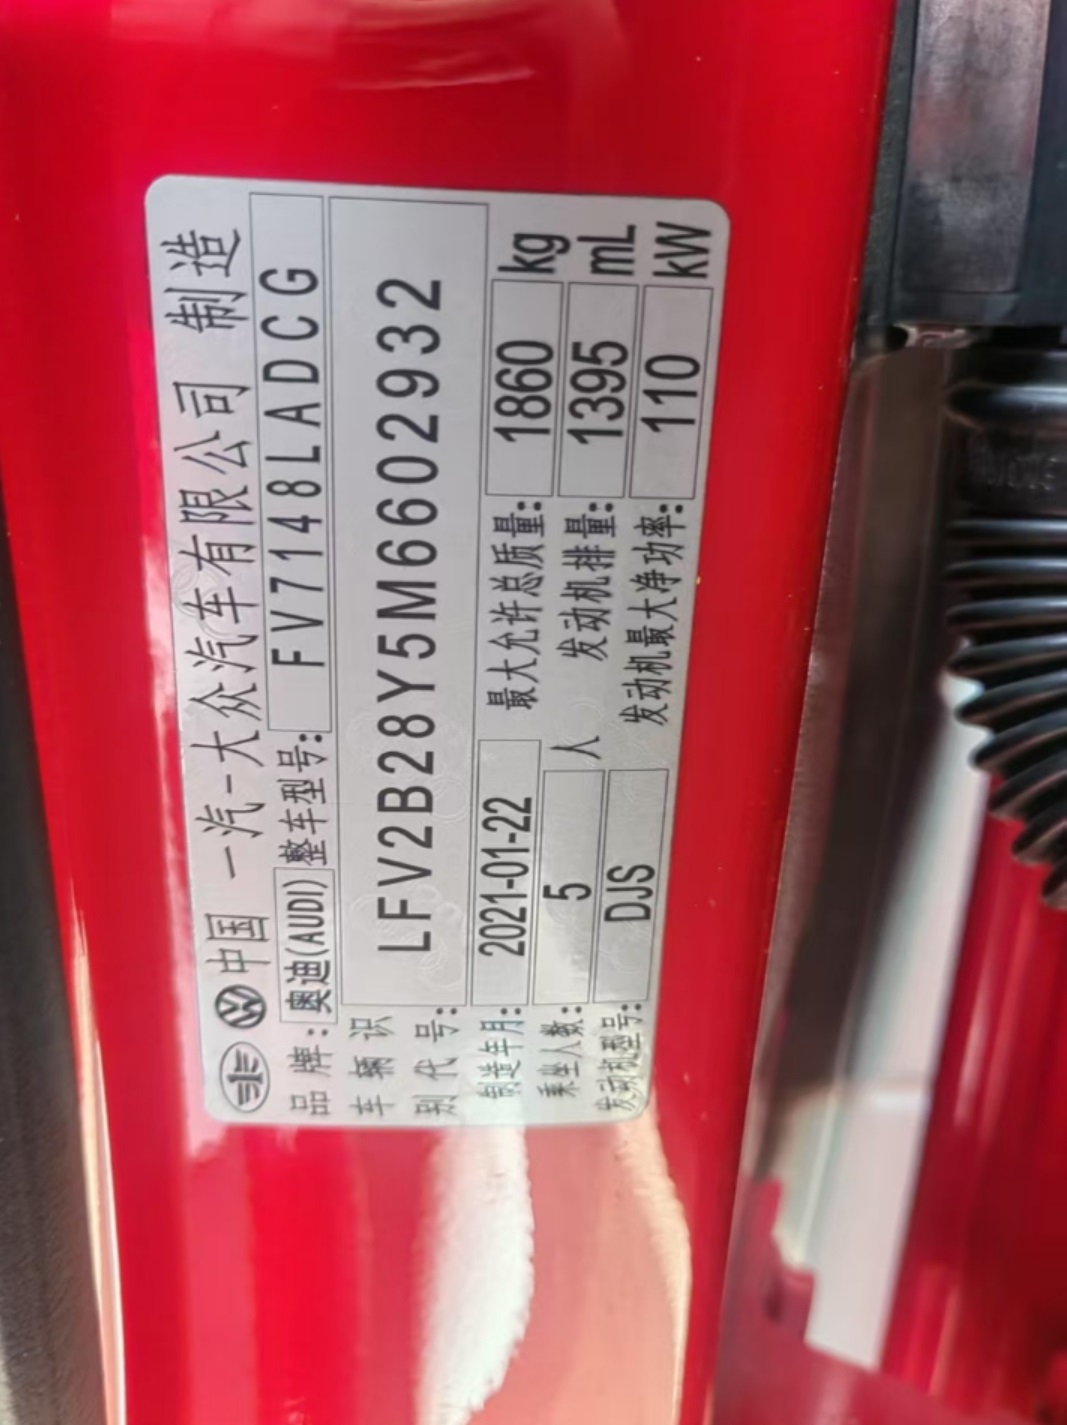 中国 一汽-大众汽车有限公司 制造
品牌: 奥迪(AUDI) 整车型号: FV7148LADCG
车辆识别代号: LFV2B28Y5M6602932
制造年月: 2021-01-22 最大允许总质量: 1860 kg
乘坐人数: 5 人 发动机排量: 1395 mL
发动机型号: DJS 发动机最大净功率: 110 kW